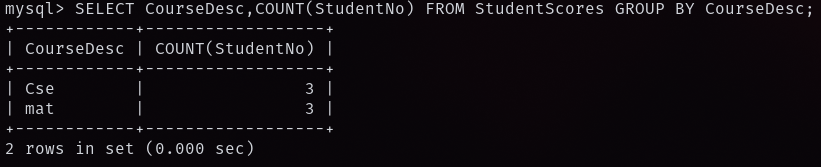 mysql> SELECT CourseDesc,COUNT(StudentNo) FROM StudentScores GROUP BY CourseDesc;
+------------+------------------+
| CourseDesc | COUNT(StudentNo) |
+------------+------------------+
| Cse        |                3 |
| mat        |                3 |
+------------+------------------+
2 rows in set (0.000 sec)